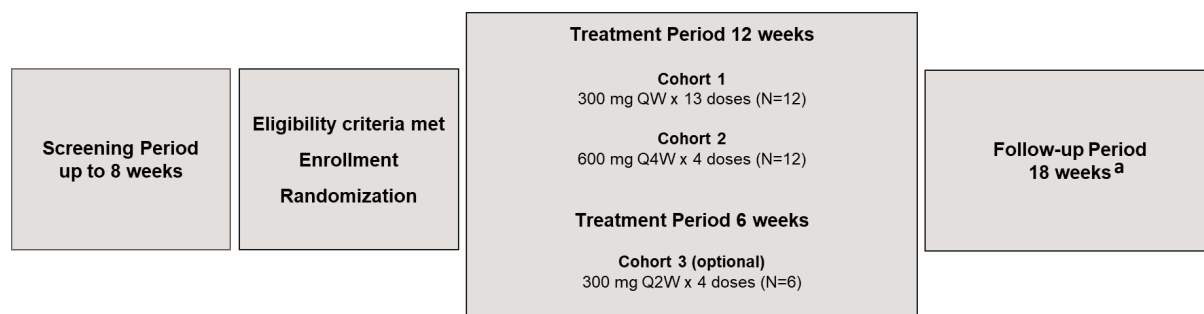 Screening Period
up to 8 weeks
Eligibility criteria met
Enrollment
Randomization
Treatment Period 12 weeks
Cohort 1
300 mg QW x 13 doses (N=12)
Cohort 2
600 mg Q4W x 4 doses (N=12)
Treatment Period 6 weeks
Cohort 3 (optional)
300 mg Q2W x 4 doses (N=6)
Follow-up Period
18 weeks a